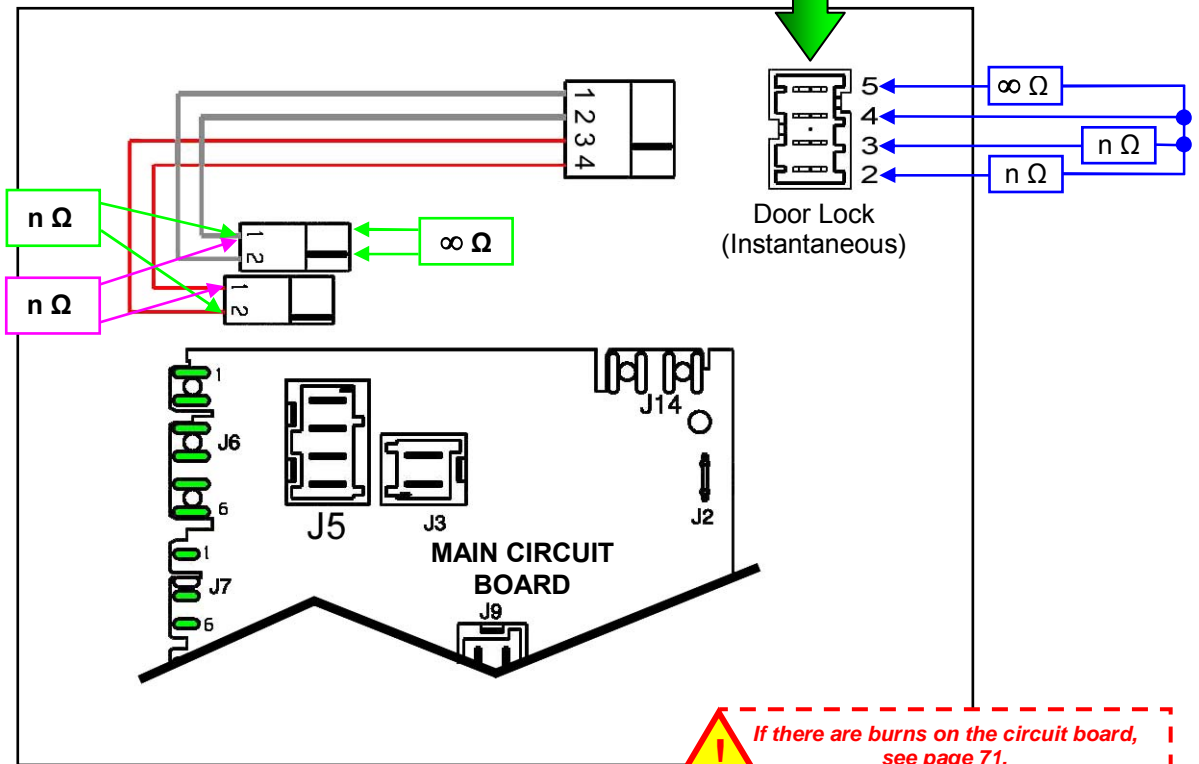 1
2
3
4
5
4
3
2
∞ Ω
n Ω
n Ω
Door Lock
(Instantaneous)
n Ω
n Ω
1
2
∞ Ω
1
2
1
J6
6
1
J7
6
J5
J3
J14
J2
MAIN CIRCUIT
BOARD
J9
!
If there are burns on the circuit board,
see page 71.